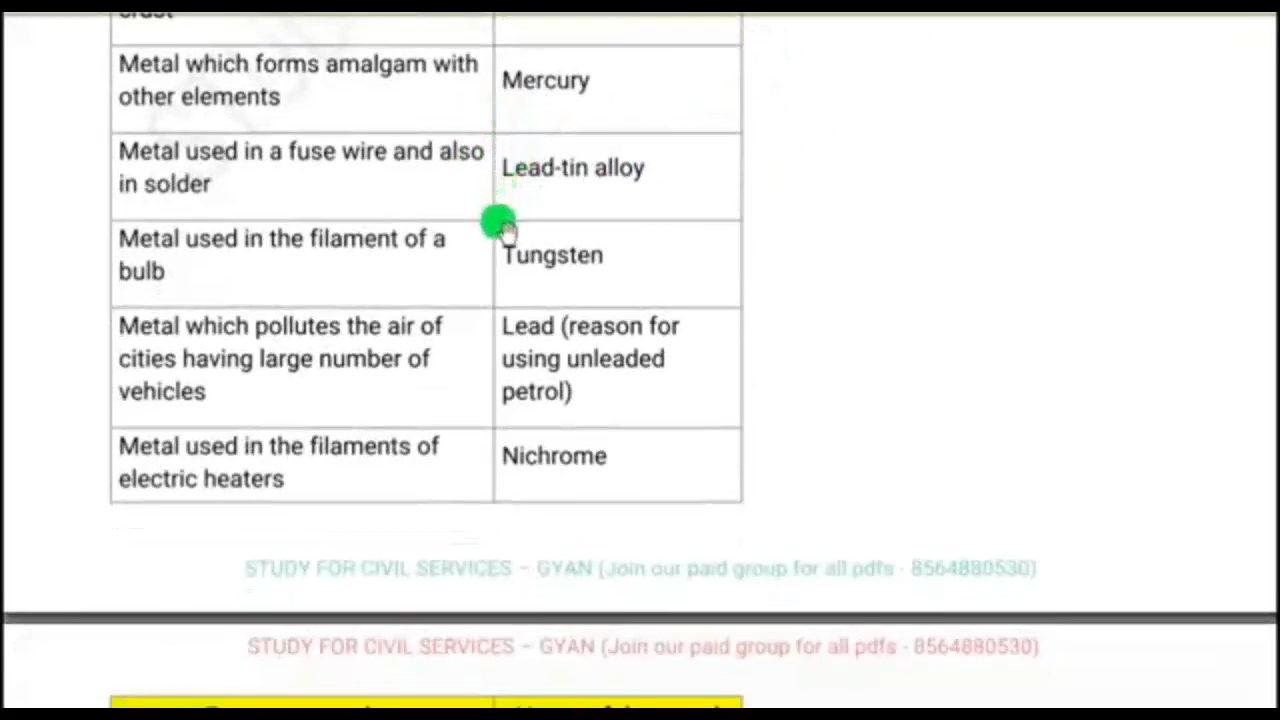 Metal which forms amalgam with
other elements
Mercury
Metal used in a fuse wire and also
in solder
Lead-tin alloy
Metal used in the filament of a
bulb
Tungsten
Metal which pollutes the air of
cities having large number of
vehicles
Lead (reason for
using unleaded
petrol)
Metal used in the filaments of
electric heaters
Nichrome
STUDY FOR CIVIL SERVICES - GYAN (Join our paid group for all pdfs - 8564880530)
STUDY FOR CIVIL SERVICES - GYAN (Join our paid group for all pdfs - 8564880530)